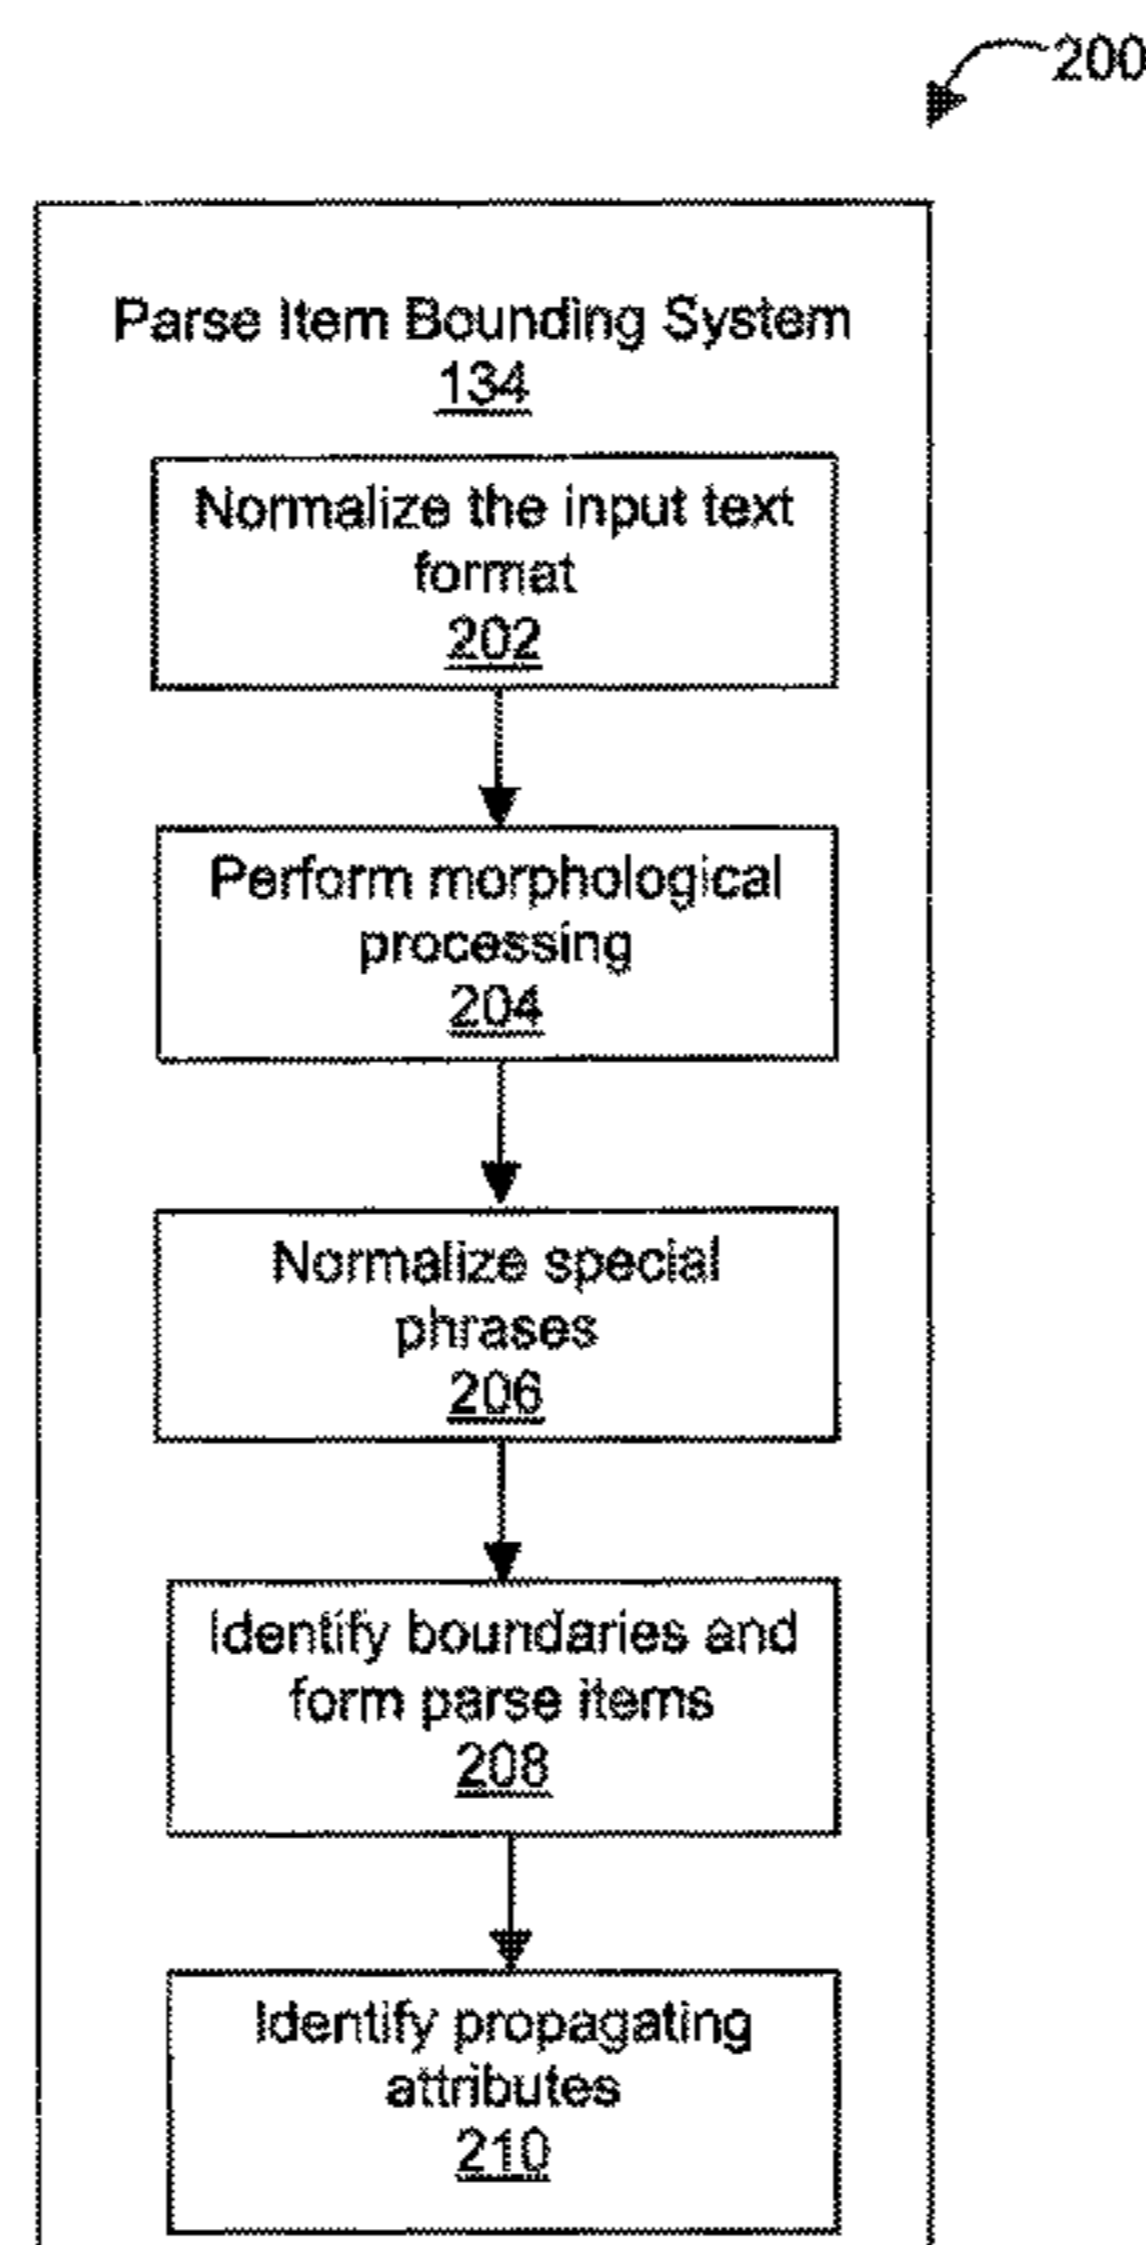 200
Parse Item Bounding System
134
Normalize the input text
format
202
Perform morphological
processing
204
Normalize special
phrases
206
Identify boundaries and
form parse items
208
Identify propagating
attributes
210